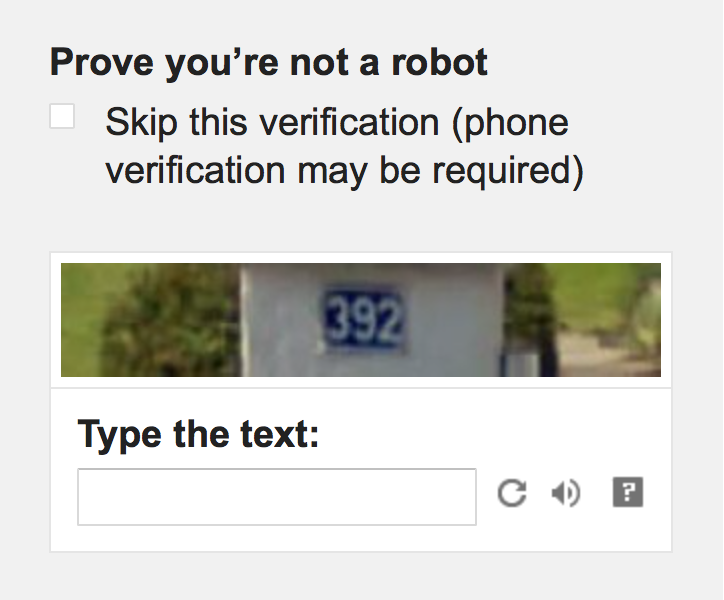 Prove you’re not a robot
Skip this verification (phone
verification may be required)
392
Type the text:
?